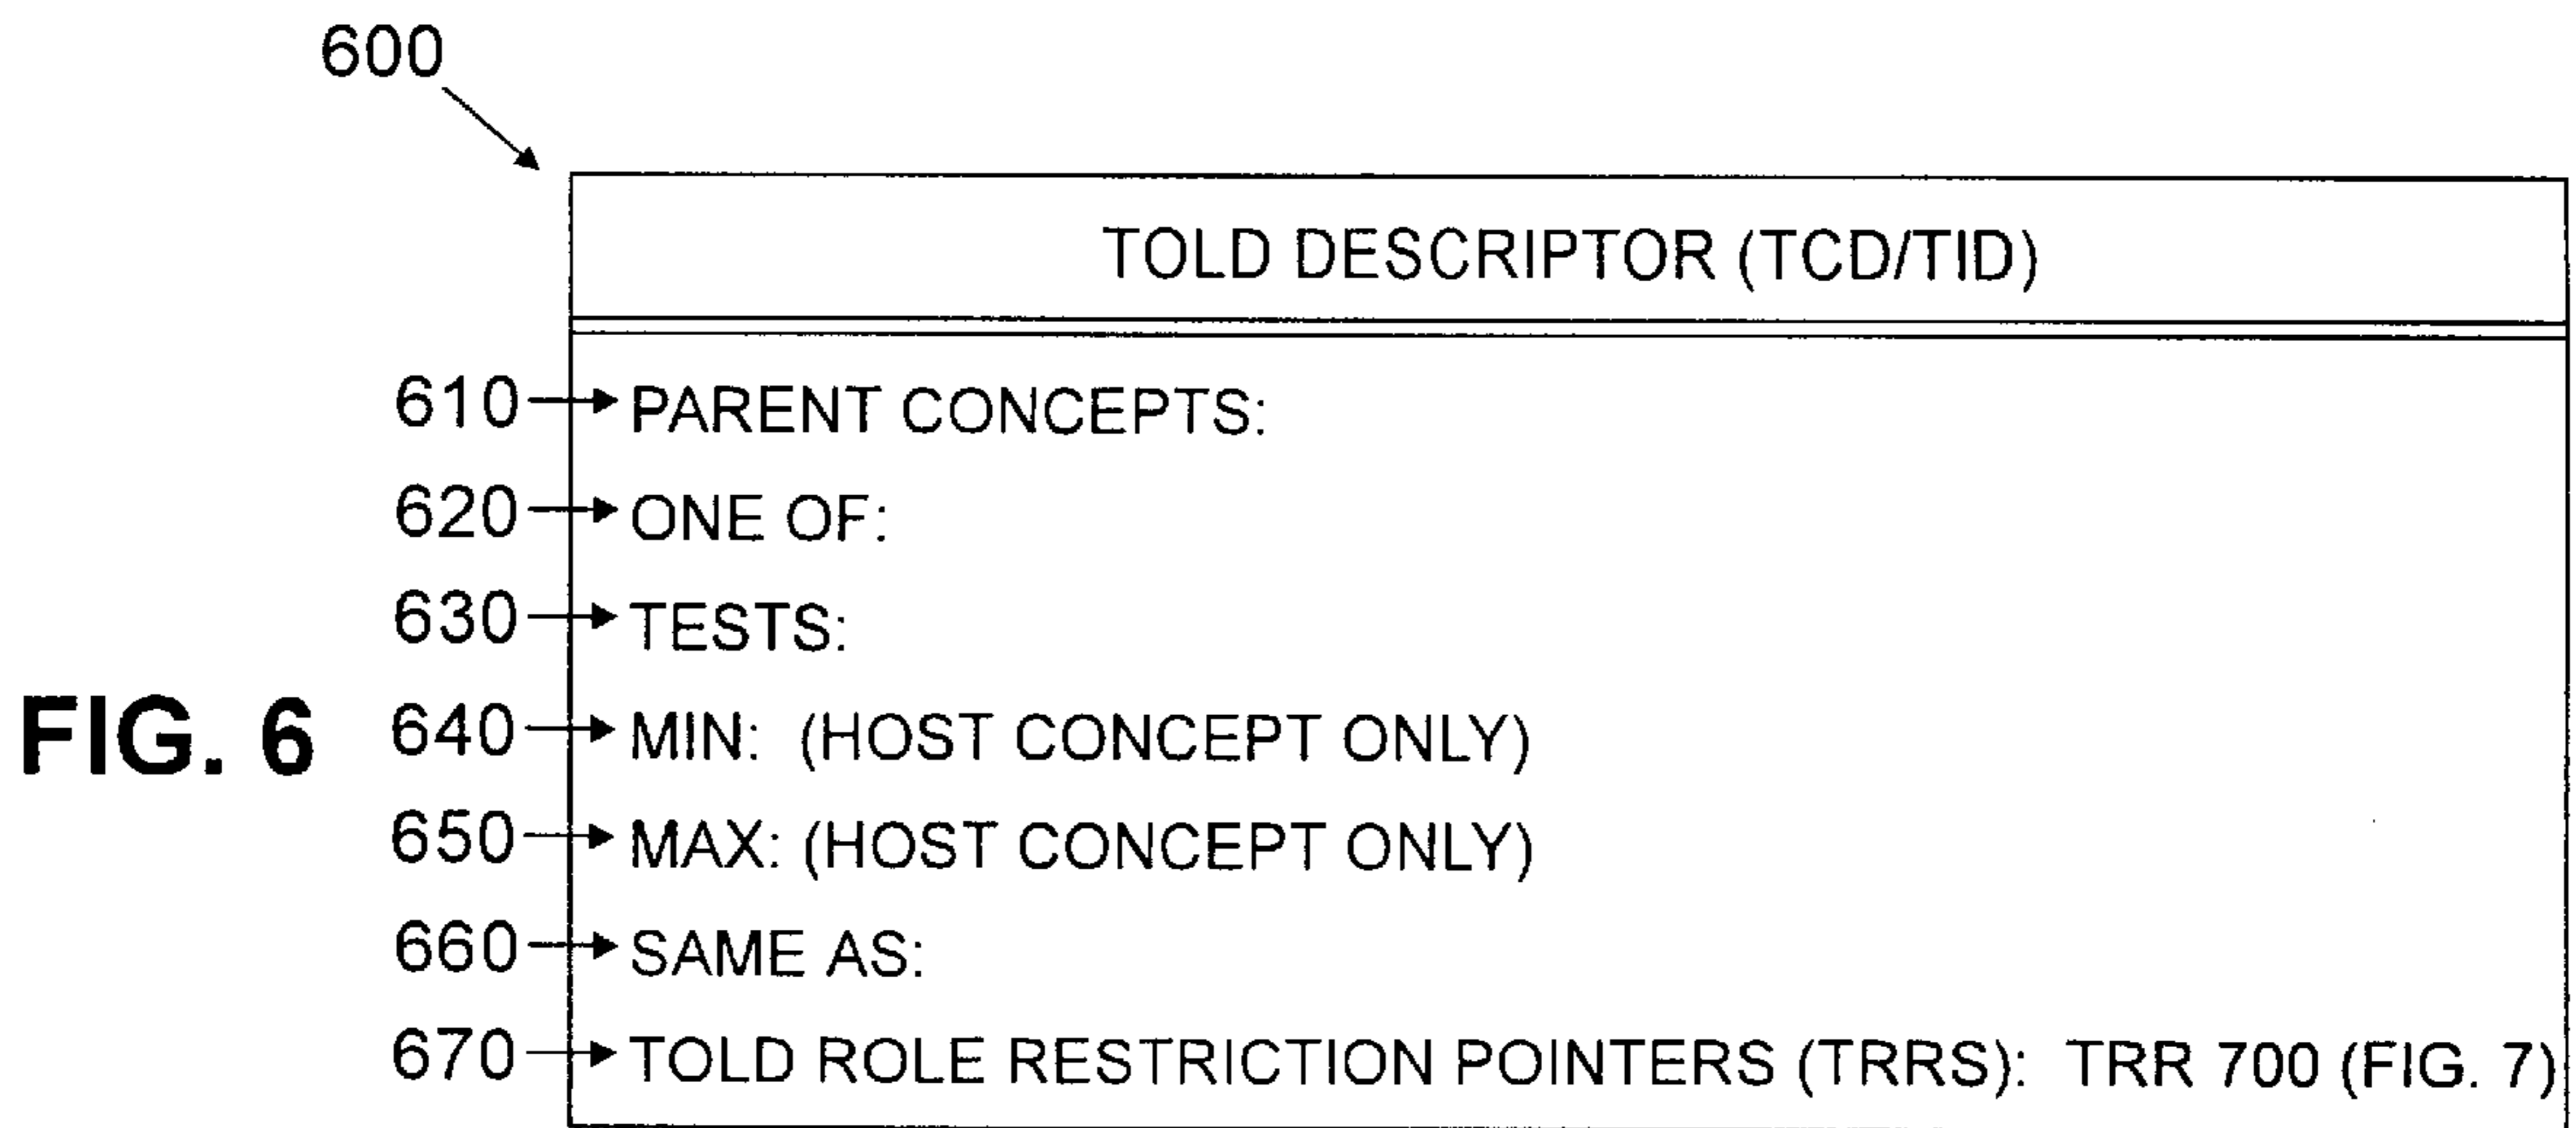 600
TOLD DESCRIPTOR (TCD/TID)
610 PARENT CONCEPTS:
620 ONE OF:
630 TESTS:
FIG. 6 640 MIN: (HOST CONCEPT ONLY)
650 MAX: (HOST CONCEPT ONLY)
660 SAME AS:
670 TOLD ROLE RESTRICTION POINTERS (TRRS): TRR 700 (FIG. 7)